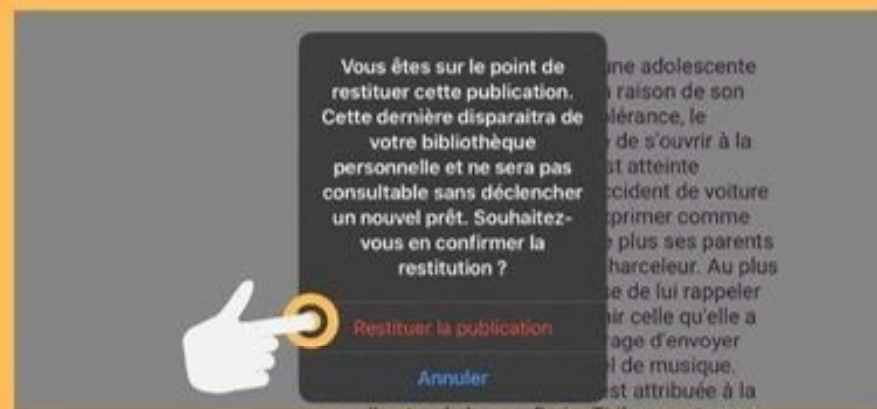 Vous êtes sur le point de
restituer cette publication.
Cette dernière disparaitra de
votre bibliothèque
personnelle et ne sera pas
consultable sans déclencher
un nouvel prêt. Souhaitez-
vous en confirmer la
restitution ?
Restituer la publication
Annuler
une adolescente
raison de son
lérance, le
de s'ouvrir à la
st atteinte
ccident de voiture
xprimer comme
plus ses parents
harceleur. Au plus
se de lui rappeler
ir celle qu'elle a
rage d'envoyer
l de musique.
est attribuée à la